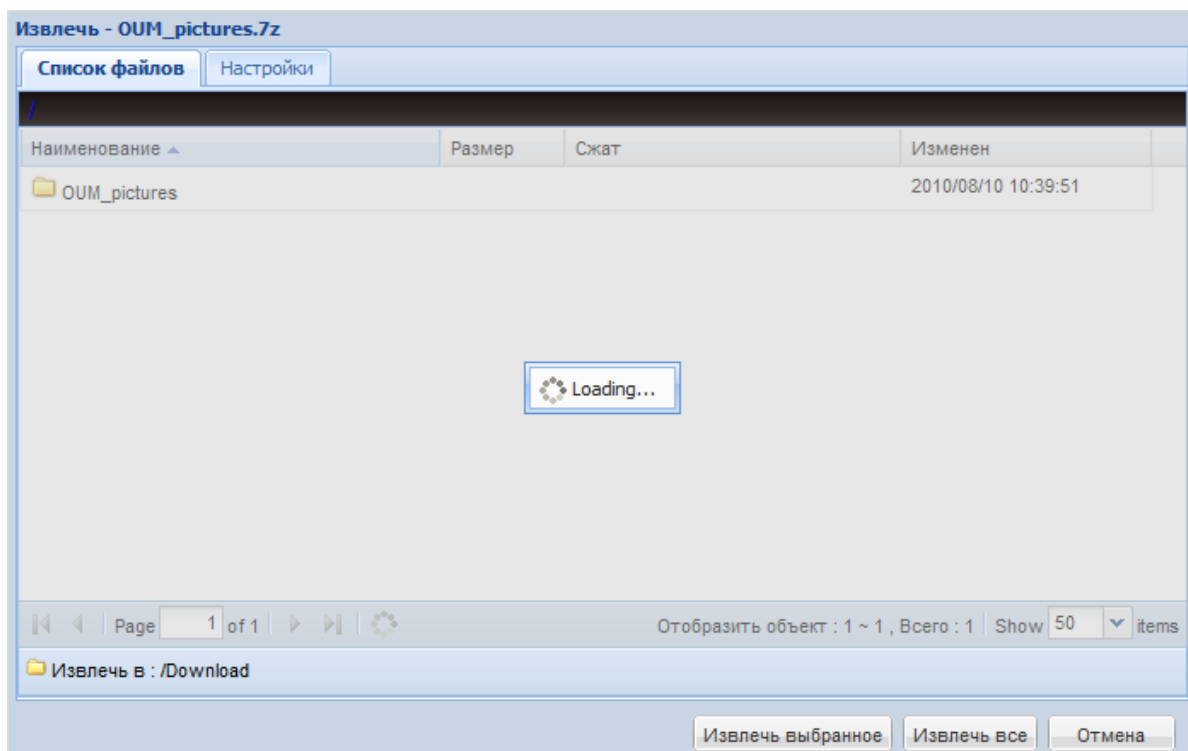 Извлечь - OUM_pictures.7z
Список файлов Настройки
/
Наименование Размер Сжат Изменен
OUM_pictures 2010/08/10 10:39:51
Loading...
Page 1 of 1 Отобразить объект : 1 ~ 1 , Всего : 1 Show 50 items
Извлечь в : /Download
Извлечь выбранное Извлечь все Отмена